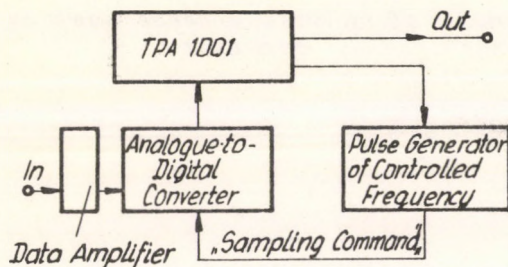 TPA 1001
Out
Analogue-to-
Digital
Converter
Pulse Generator
of Controlled
Frequency
In
Data Amplifier
„Sampling Command”